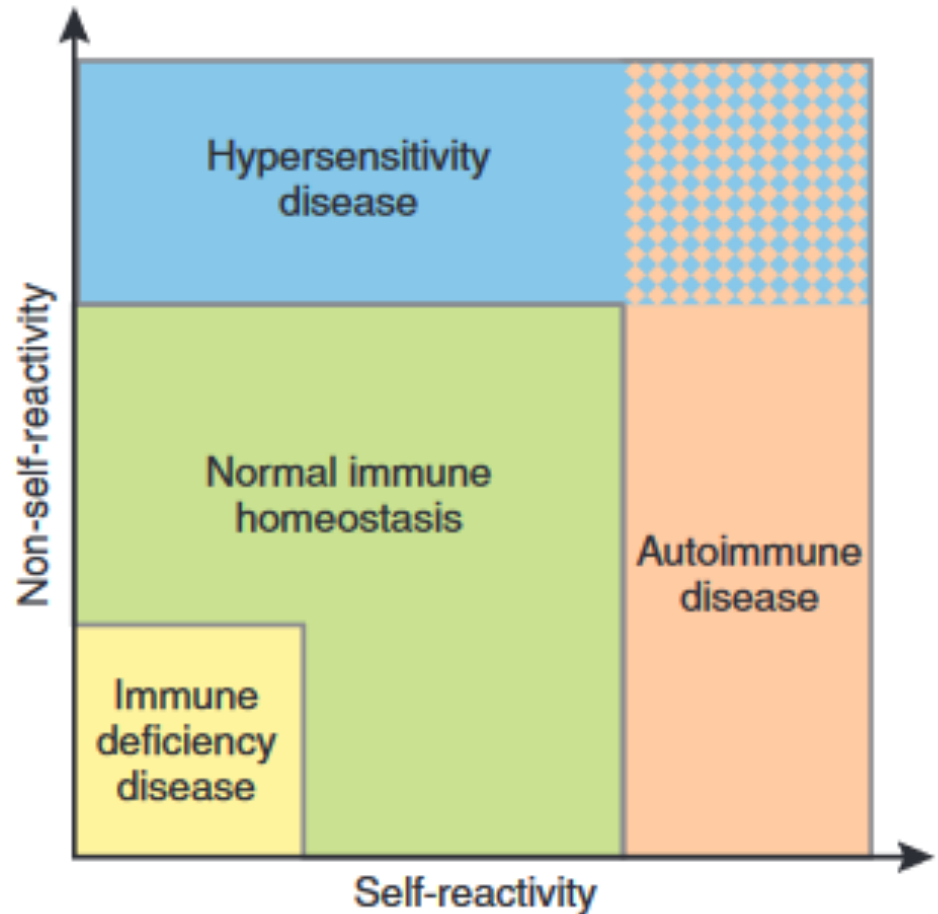 Hypersensitivity
disease
Non-self-reactivity
Normal immune
homeostasis
Autoimmune
disease
Immune
deficiency
disease
Self-reactivity